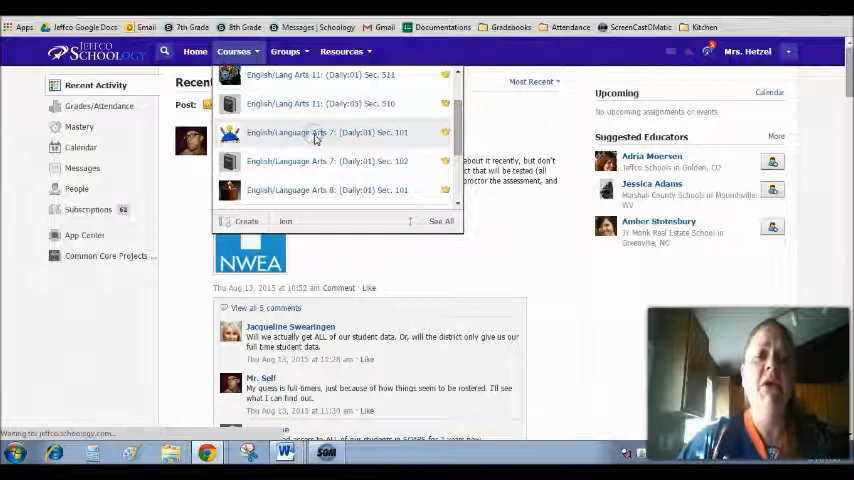 Apps Jeffco Google Docs Email 7th Grade 8th Grade Messages | Schoology Gmail Documentations Gradebooks Attendance ScreenCastOMatic Kitchen
JEFFCO SCHOOLOGY Home Courses Groups Resources 5 Mrs. Hetzel
Recent Activity
Grades/Attendance
Mastery
Calendar
Messages
People
Subscriptions 62
App Center
Common Core Projects ...
Recen
Post:
Most Recent
English/Lang Arts 11: (Daily:01) Sec. 511
English/Lang Arts 11: (Daily:05) Sec. 510
English/Language Arts 7: (Daily:01) Sec. 101
English/Language Arts 7: (Daily:01) Sec. 102
English/Language Arts 8: (Daily:01) Sec. 101
Create Join See All
about it recently, but don't
that will be tested (all
proctor the assessment, and
NWEA
Thu Aug 13, 2015 at 10:52 am · Comment · Like
View all 5 comments
Jacqueline Swearingen
Will we actually get ALL of our student data. Or, will the district only give us our
full time student data.
Thu Aug 13, 2015 at 11:28 am · Like
Mr. Self
My guess is full-timers, just because of how things seem to be rostered. I'll see
what I can find out.
Thu Aug 13, 2015 at 11:30 am · Like
Upcoming Calendar
No upcoming assignments or events
Suggested Educators
Adria Moersen
Jeffco Schools in Golden, CO?
Jessica Adams
Marshall County Schools in Moundsville,
WV
Amber Stotesbury
JY Monk Real Estate School in
Greenville, NC
Waiting for jeffco.schoology.com...
SOM